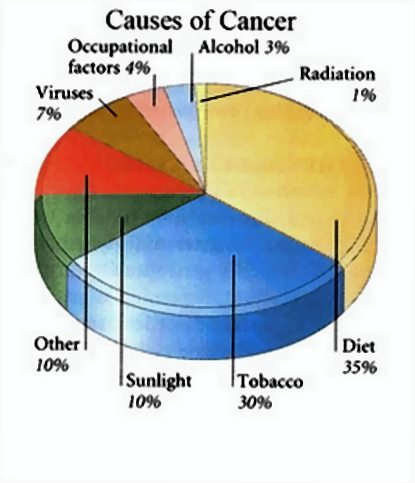 Causes of Cancer
Occupational
factors 4%
Alcohol 3%
Radiation
1%
Viruses
7%
Other
10%
Sunlight
10%
Tobacco
30%
Diet
35%